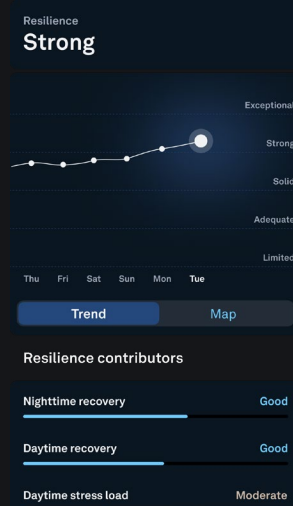 Resilience
Strong
Exceptional
Strong
Solid
Adequate
Limited
Thu Fri Sat Sun Mon Tue
Trend Map
Resilience contributors
Nighttime recovery Good
Daytime recovery Good
Daytime stress load Moderate